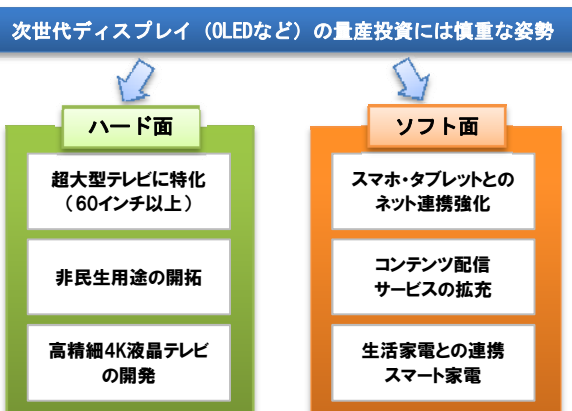 次世代ディスプレイ（OLEDなど）の量産投資には慎重な姿勢
ハード面
超大型テレビに特化
（60インチ以上）
非民生用途の開拓
高精細4K液晶テレビ
の開発
ソフト面
スマホ・タブレットとの
ネット連携強化
コンテンツ配信
サービスの拡充
生活家電との連携
スマート家電